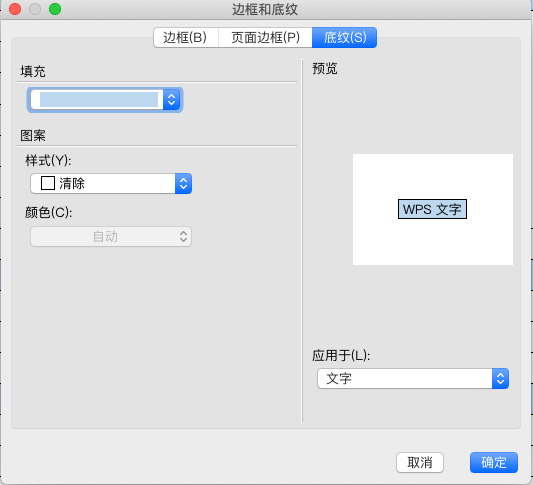 边框和底纹
边框(B) 页面边框(P) 底纹(S)
填充
图案
样式(Y):
清除
颜色(C):
自动
预览
WPS 文字
应用于(L):
文字
取消 确定